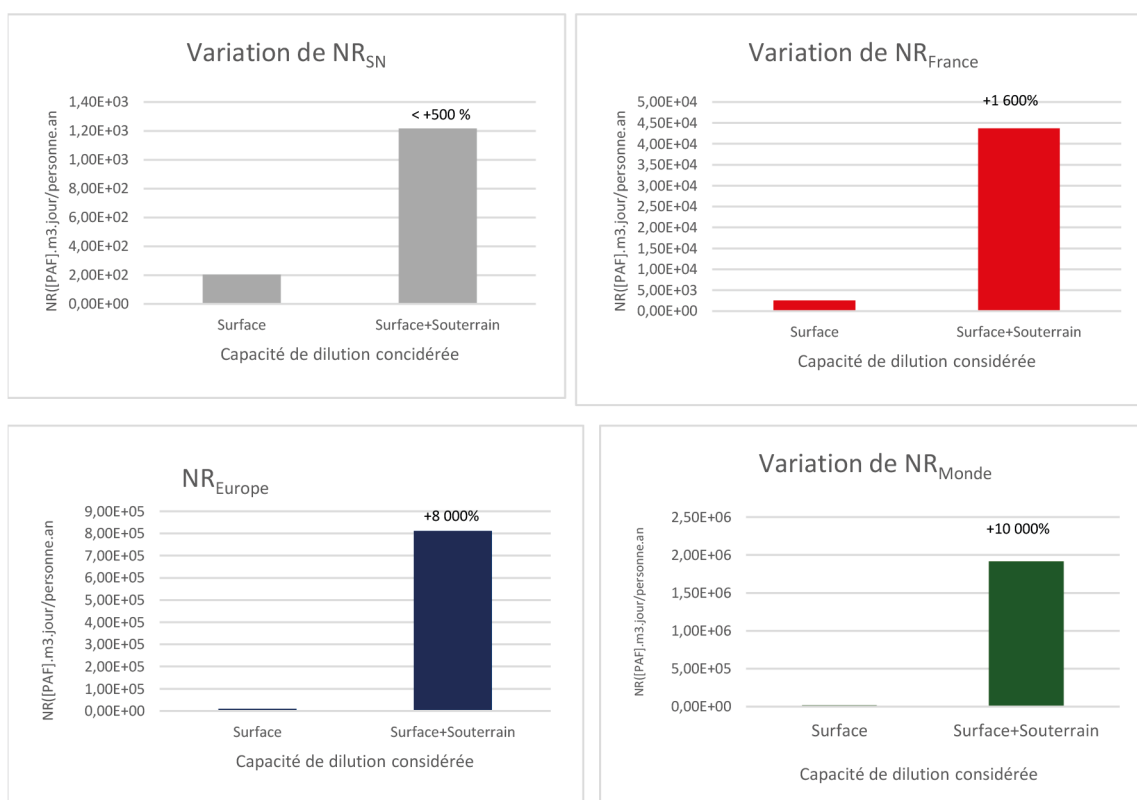 Variation de NRSN
NR([PAF].m3.jour/personne.an
1,40E+03
1,20E+03
1,00E+03
8,00E+02
6,00E+02
4,00E+02
2,00E+02
0,00E+00
< +500 %
Surface
Surface+Souterrain
Capacité de dilution concidérée
Variation de NRFrance
NR([PAF].m3.jour/personne.an
5,00E+04
4,50E+04
4,00E+04
3,50E+04
3,00E+04
2,50E+04
2,00E+04
1,50E+04
1,00E+04
5,00E+03
0,00E+00
+1 600%
Surface
Surface+Souterrain
Capacité de dilution considérée
NREurope
NR([PAF].m3.jour/personne.an
9,00E+05
8,00E+05
7,00E+05
6,00E+05
5,00E+05
4,00E+05
3,00E+05
2,00E+05
1,00E+05
0,00E+00
+8 000%
Surface
Surface+Souterrain
Capacité de dilution considérée
Variation de NRMonde
NR([PAF].m3.jour/personne.an
2,50E+06
2,00E+06
1,50E+06
1,00E+06
5,00E+05
0,00E+00
+10 000%
Surface
Surface+Souterrain
Capacité de dilution considérée